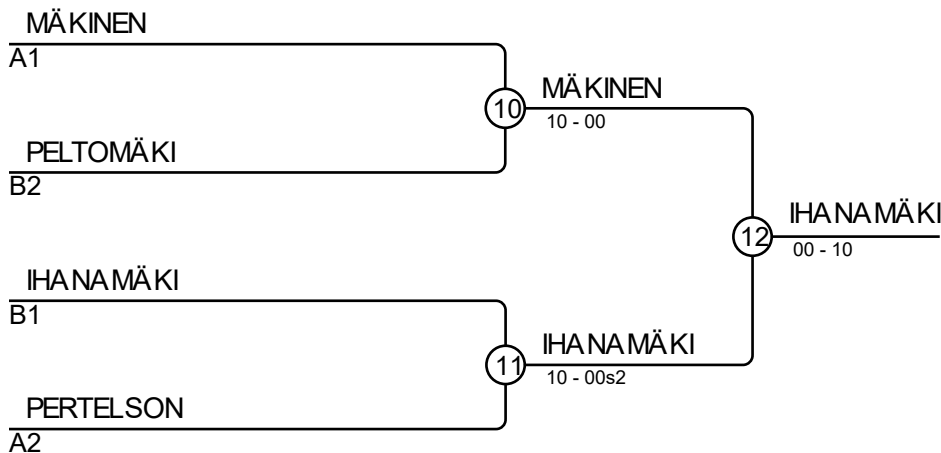 MÄKINEN
A1
10
MÄKINEN
10 - 00
PELTOMÄKI
B2
12
IHANAMÄKI
00 - 10
IHANAMÄKI
B1
11
IHANAMÄKI
10 - 00s2
PERTELSON
A2